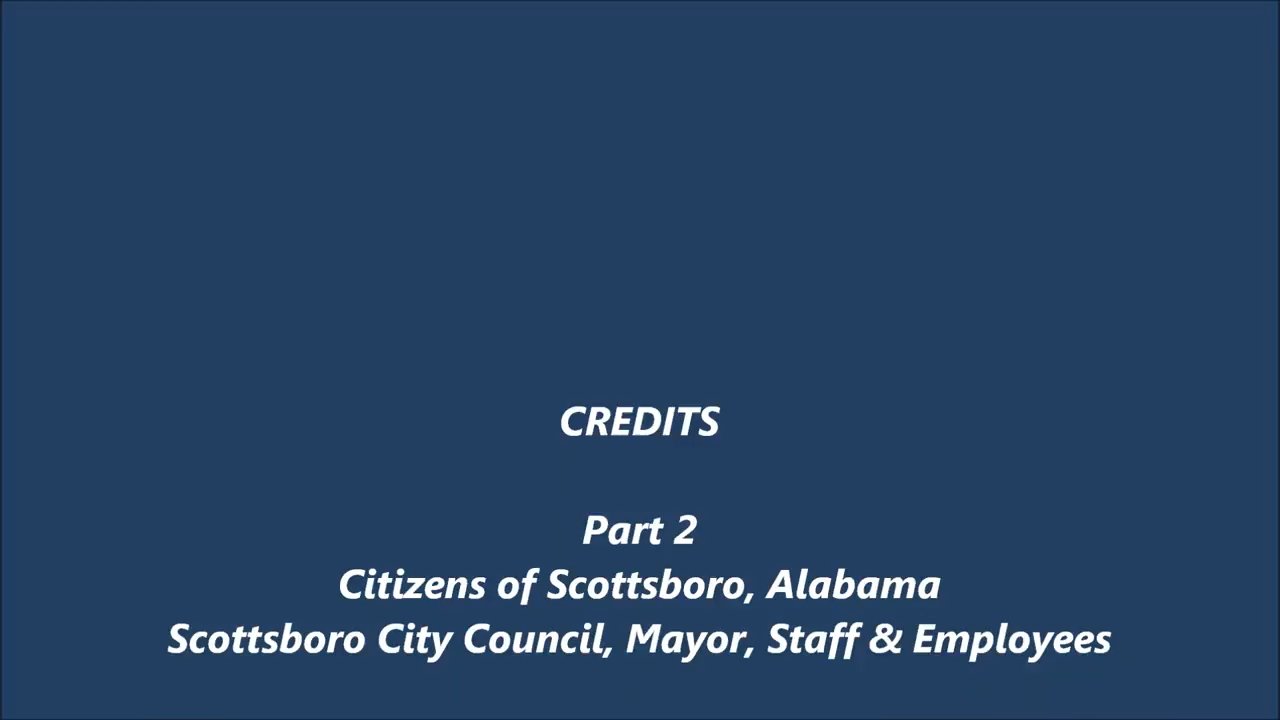 CREDITS
Part 2
Citizens of Scottsboro, Alabama
Scottsboro City Council, Mayor, Staff & Employees